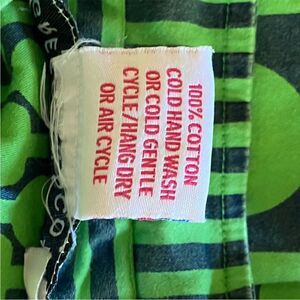 100% COTTON
COLD HAND WASH
OR COLD GENTLE
CYCLE/HANG DRY
OR AIR CYCLE